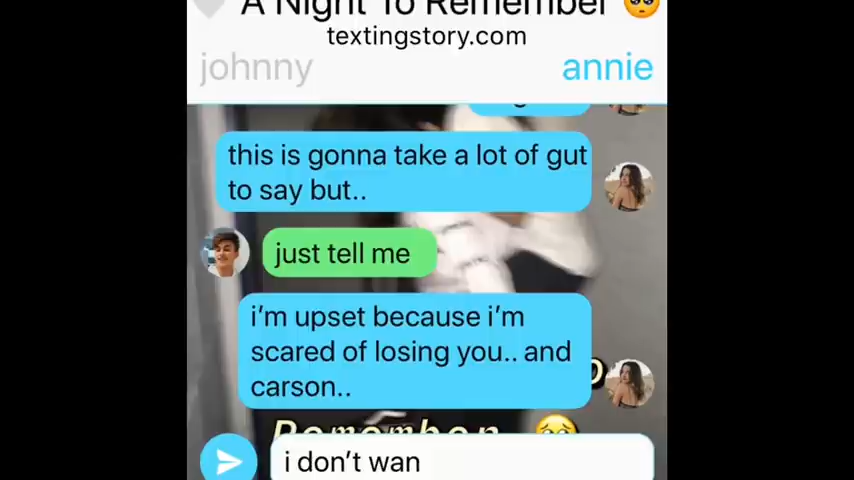 A Night To Remember 🥺
textingstory.com
johnny
annie
this is gonna take a lot of gut
to say but..
just tell me
i’m upset because i’m
scared of losing you.. and
carson..
Remember 🥺
i don’t wan